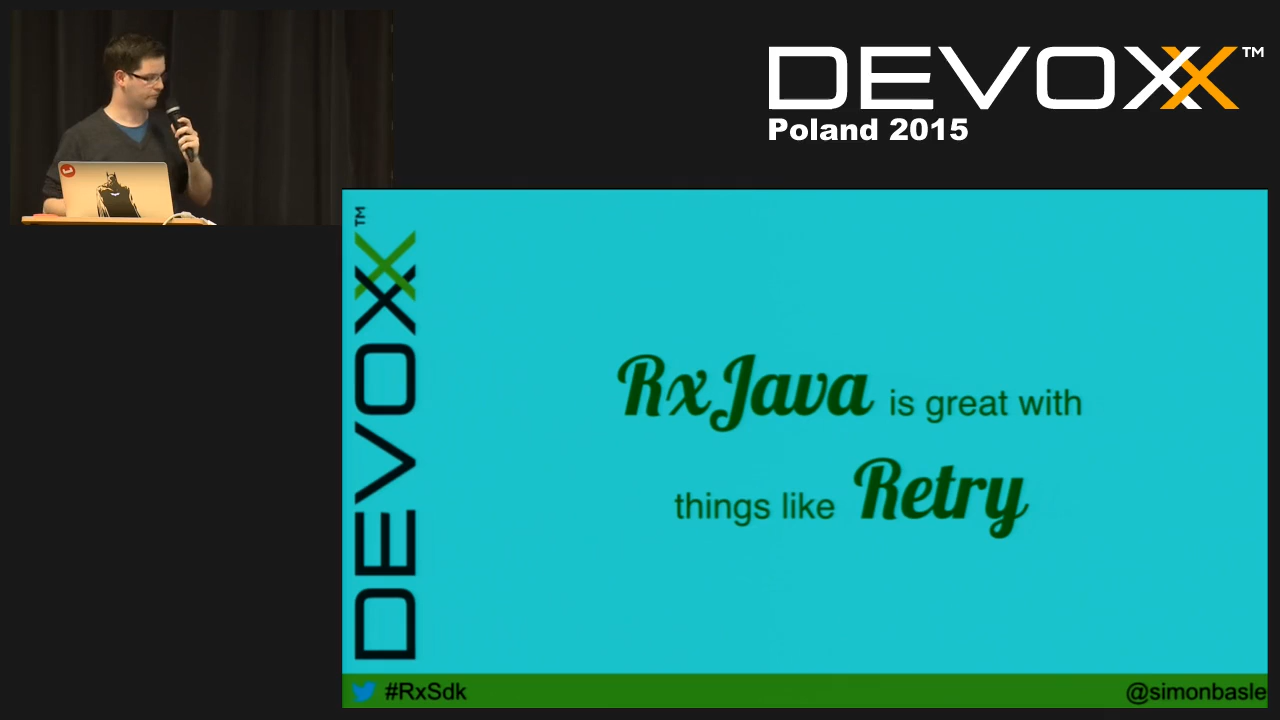 DEVOXX™
Poland 2015
DEVOXX™
RxJava is great with
things like Retry
#RxSdk
@simonbasle